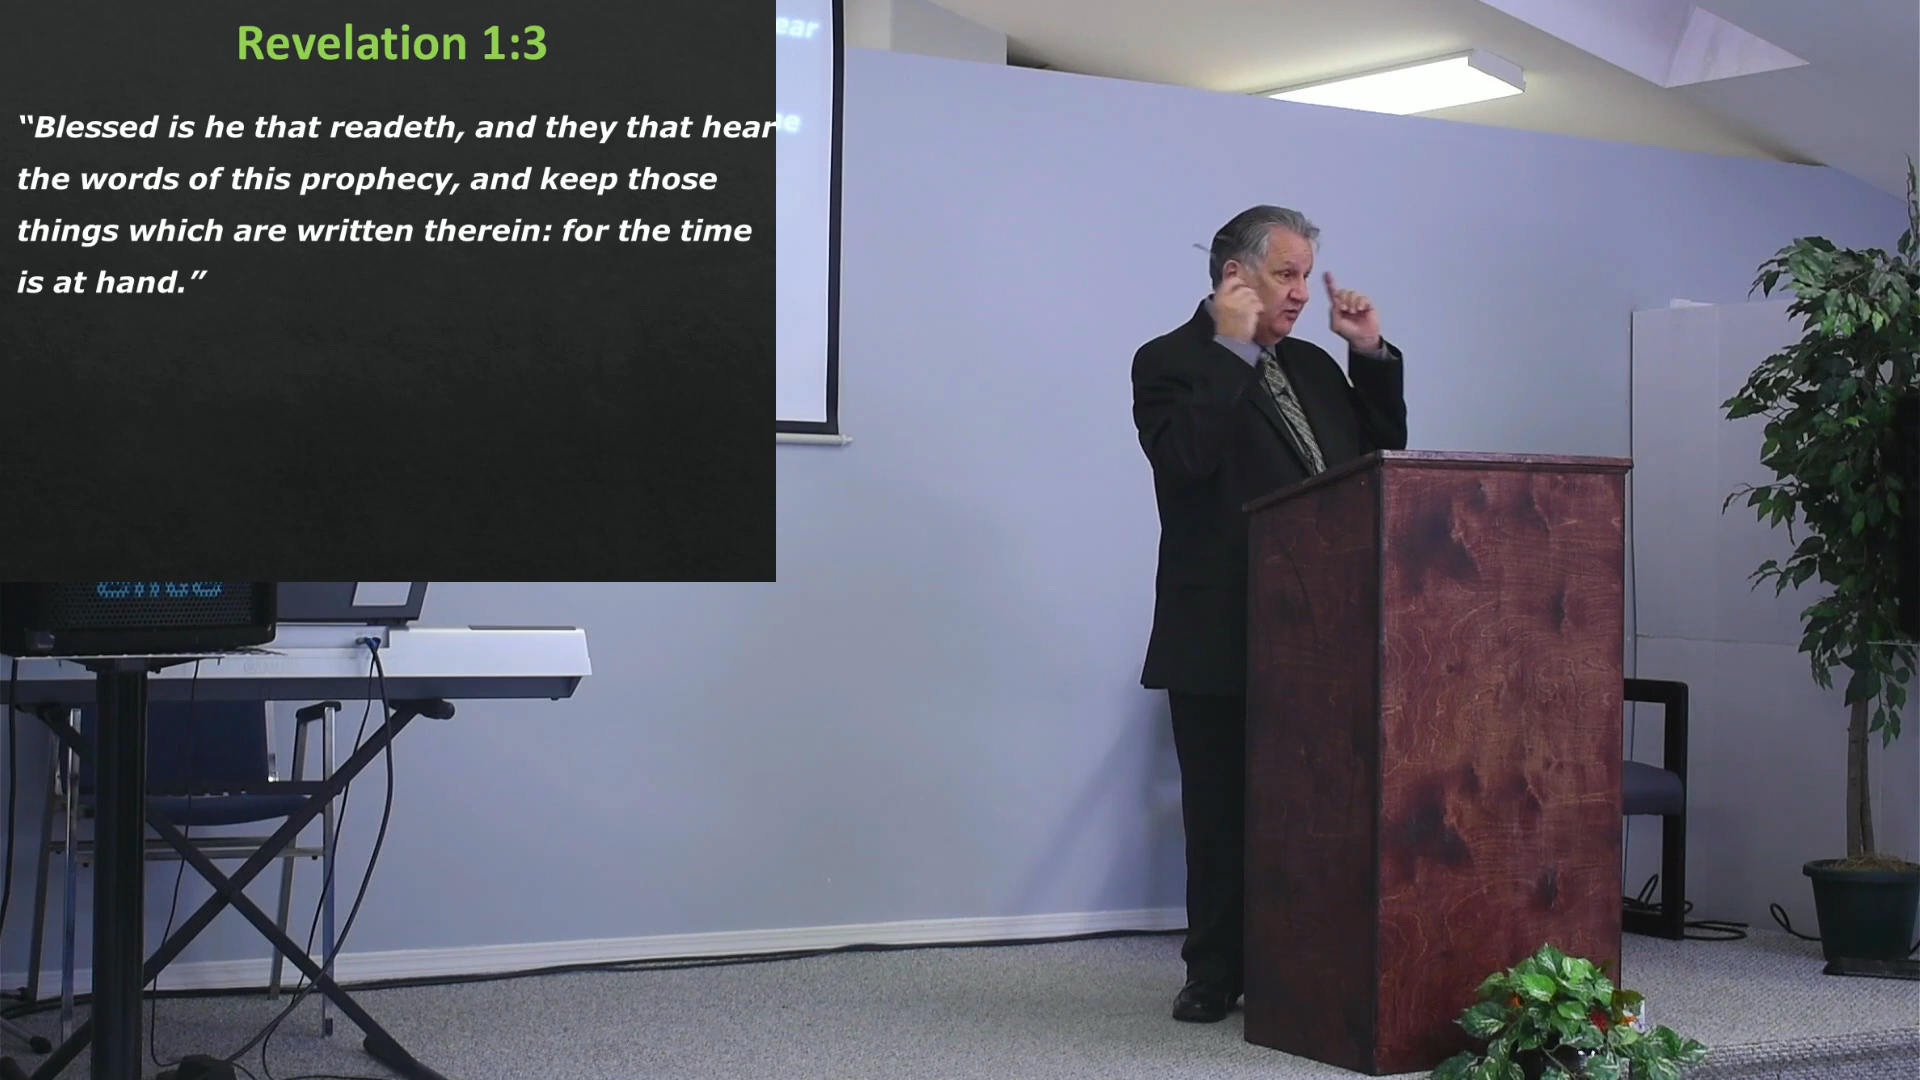 Revelation 1:3
“Blessed is he that readeth, and they that hear
the words of this prophecy, and keep those
things which are written therein: for the time
is at hand.”
ear